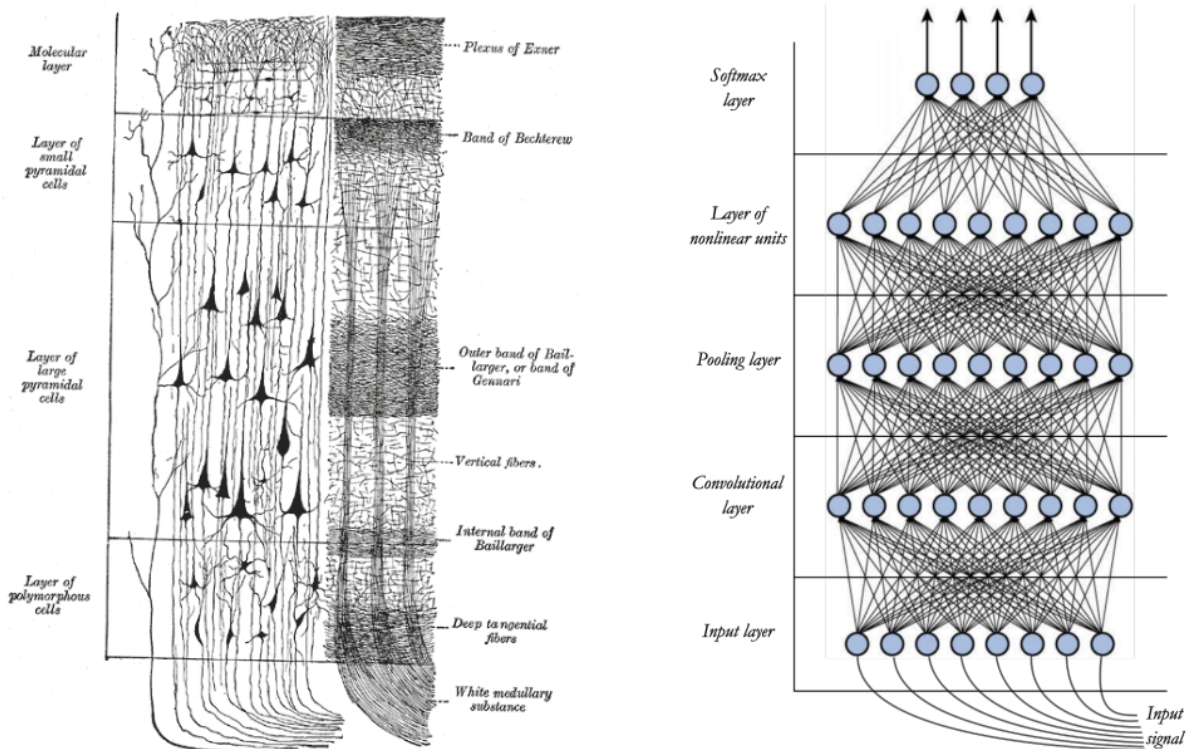 Molecular
layer
Layer of
small
pyramidal
cells
Layer of
large
pyramidal
cells
Layer of
polymorphous
cells
Plexus of Exner
Band of Bechterew
Outer band of Bail-
larger, or band of
Gennari
Vertical fibers.
Internal band of
Baillarger
Deep tangential
fibers
White medullary
substance
Softmax
layer
Layer of
nonlinear units
Pooling layer
Convolutional
layer
Input layer
Input
signal